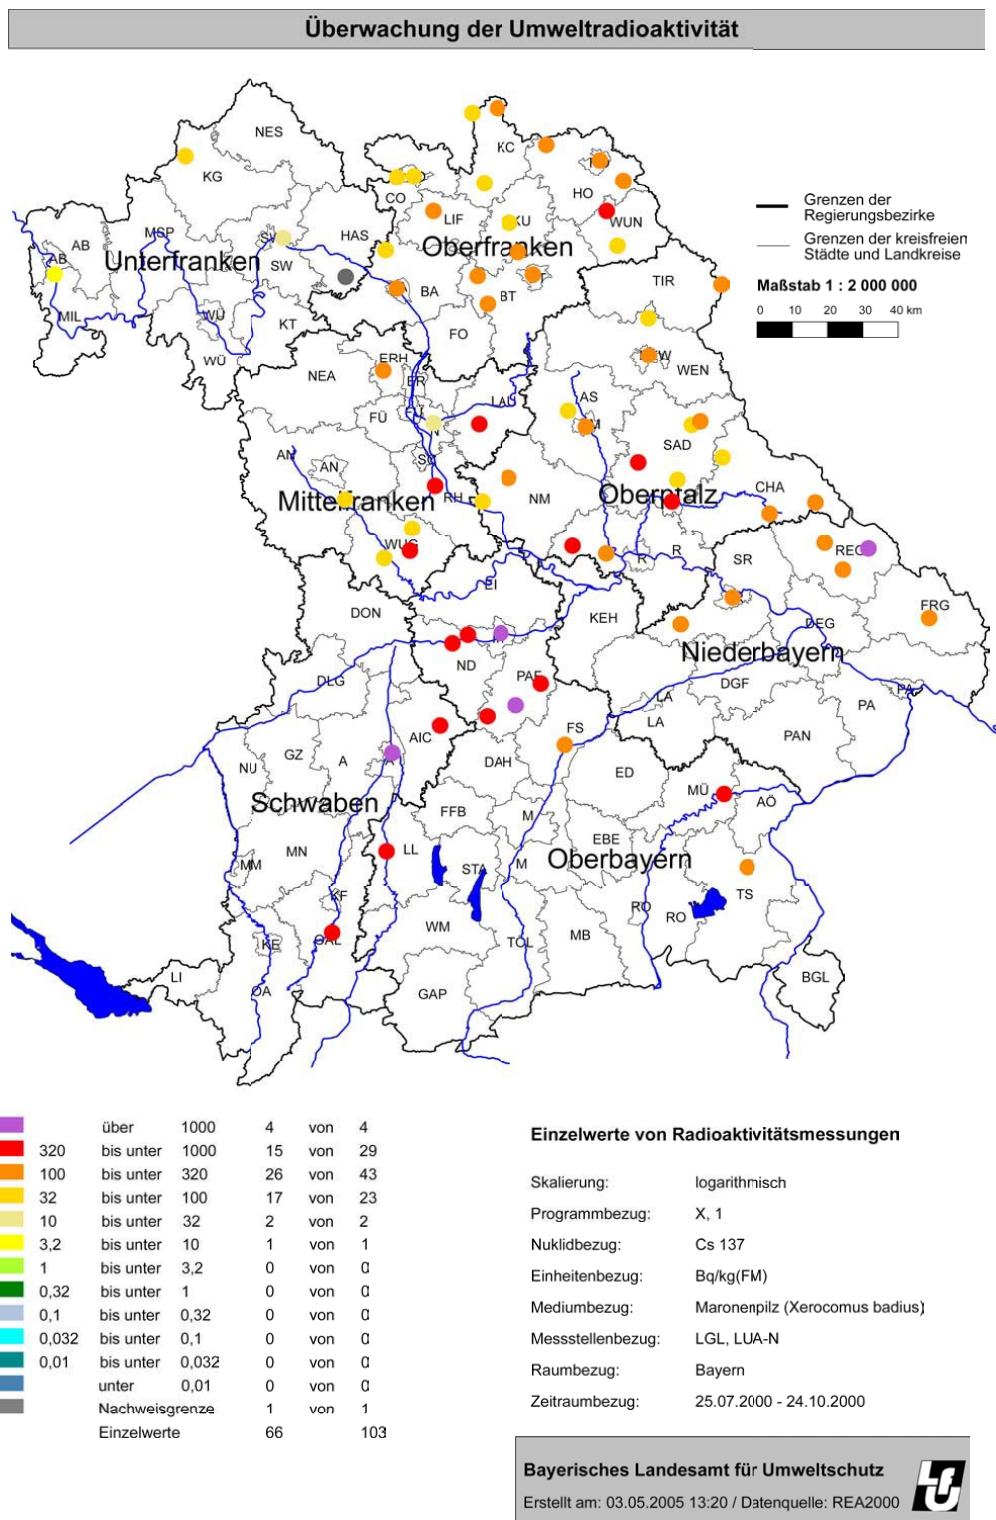 Überwachung der Umweltradioaktivität
NES
KG
KC
HO
CO
LIF
KU
WUN
HAS
Oberfranken
AB
MSP
AB
Unterfranken
SW
SW
BA
BT
TIR
MIL
WÜ
KT
FO
WÜ
NEA
ERH
ER
WEN
LAU
AS
FÜ
FÜ
N
SAD
AN
AN
SC
Mittelfranken
RH
NM
Oberpfalz
CHA
WUG
R
R
SR
REG
EI
DON
KEH
FRG
DEG
IN
Niederbayern
ND
PAF
DLG
DGF
PA
LA
PA
LA
AIC
FS
PAN
NU
GZ
A
A
DAH
ED
MÜ
AÖ
Schwaben
FFB
M
EBE
MM
MN
LL
STA
M
Oberbayern
TS
KF
RO
RO
OAL
KE
WM
TÖL
MB
LI
OA
GAP
BGL
Grenzen der
Regierungsbezirke
Grenzen der kreisfreien
Städte und Landkreise
Maßstab 1 : 2 000 000
0 10 20 30 40 km
über 1000 4 von 4
320 bis unter 1000 15 von 29
100 bis unter 320 26 von 43
32 bis unter 100 17 von 23
10 bis unter 32 2 von 2
3,2 bis unter 10 1 von 1
1 bis unter 3,2 0 von 0
0,32 bis unter 1 0 von 0
0,1 bis unter 0,32 0 von 0
0,032 bis unter 0,1 0 von 0
0,01 bis unter 0,032 0 von 0
unter 0,01 0 von 0
Nachweisgrenze 1 von 1
Einzelwerte 66 103
Einzelwerte von Radioaktivitätsmessungen
Skalierung: logarithmisch
Programmbezug: X, 1
Nuklidbezug: Cs 137
Einheitenbezug: Bq/kg(FM)
Mediumbezug: Maronenpilz (Xerocomus badius)
Messstellenbezug: LGL, LUA-N
Raumbezug: Bayern
Zeitraumbezug: 25.07.2000 - 24.10.2000
Bayerisches Landesamt für Umweltschutz
Erstellt am: 03.05.2005 13:20 / Datenquelle: REA2000
LfU